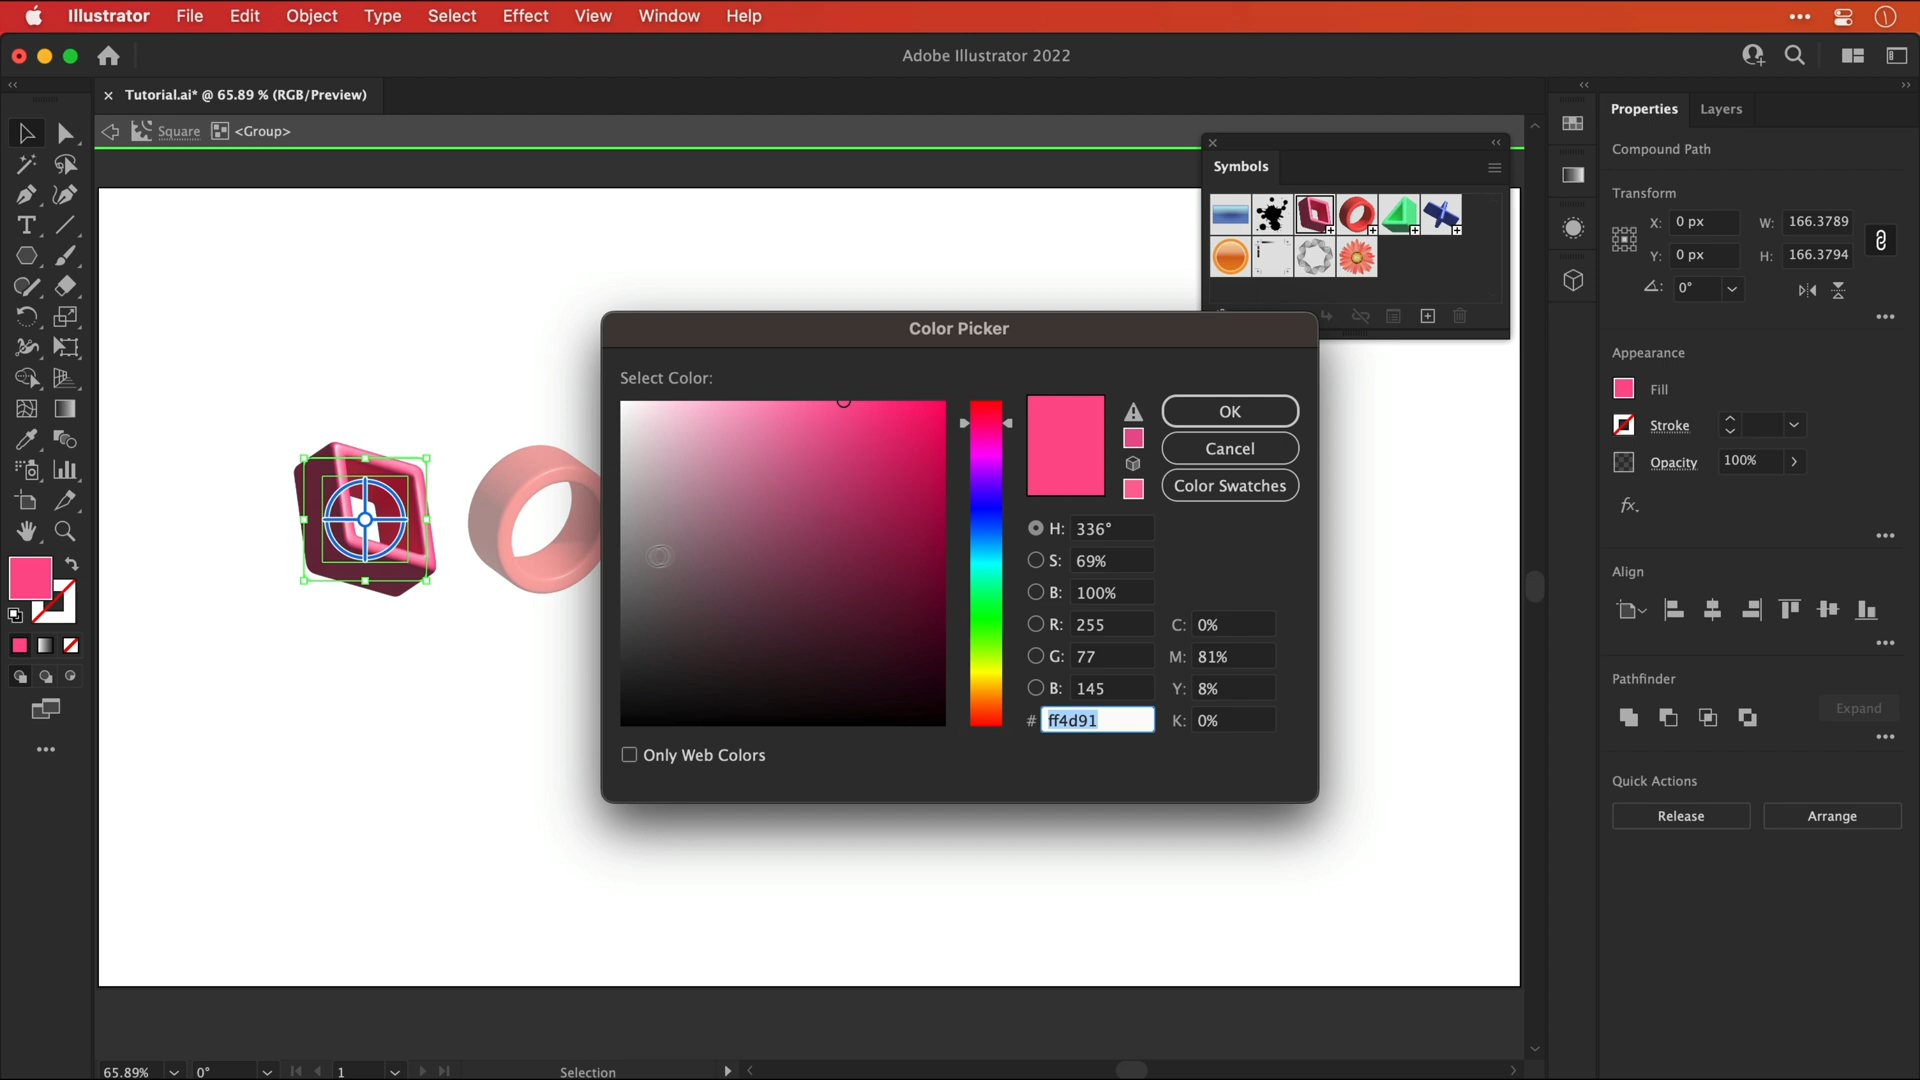 Illustrator File Edit Object Type Select Effect View Window Help
Adobe Illustrator 2022
Tutorial.ai* @ 65.89 % (RGB/Preview)
Square <Group>
Symbols
Color Picker
Select Color:
OK
Cancel
Color Swatches
H: 336°
S: 69%
B: 100%
R: 255 C: 0%
G: 77 M: 81%
B: 145 Y: 8%
# ff4d91 K: 0%
Only Web Colors
Properties Layers
Compound Path
Transform
X: 0 px W: 166.3789
Y: 0 px H: 166.3794
0°
Appearance
Fill
Stroke
Opacity 100%
fx.
Align
Pathfinder
Expand
Quick Actions
Release Arrange
65.89% 0° 1 Selection